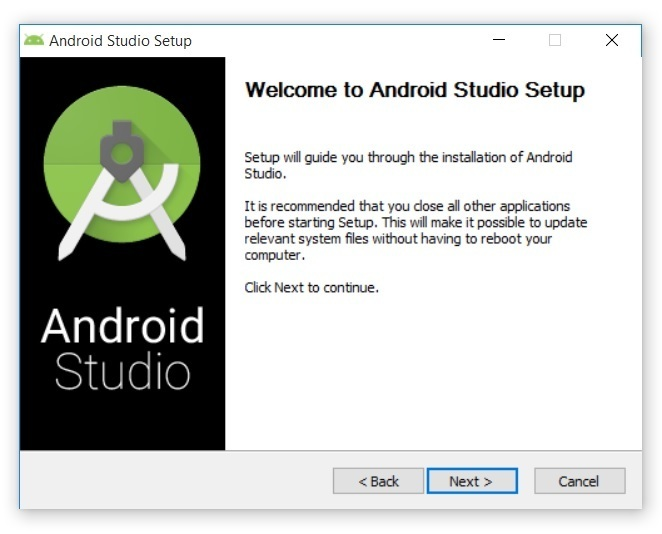 Android Studio Setup
Welcome to Android Studio Setup
Setup will guide you through the installation of Android
Studio.
It is recommended that you close all other applications
before starting Setup. This will make it possible to update
relevant system files without having to reboot your
computer.
Click Next to continue.
Android
Studio
< Back
Next >
Cancel